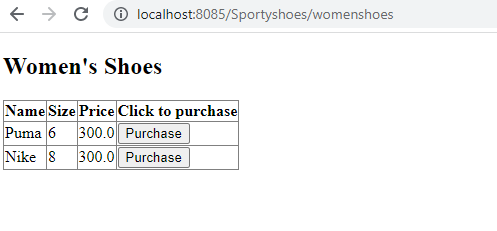 localhost:8085/Sportyshoes/womenshoes
Women's Shoes
Name Size Price Click to purchase
Puma 6 300.0 Purchase
Nike 8 300.0 Purchase